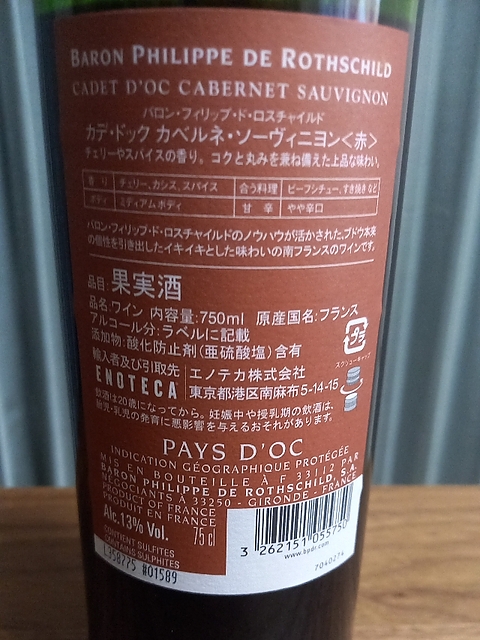 BARON PHILIPPE DE ROTHSCHILD
CADET D'OC CABERNET SAUVIGNON
バロン・フィリップ・ド・ロスチャイルド
カデ・ドック カベルネ・ソーヴィニヨン<赤>
チェリーやスパイスの香り。コクと丸みを兼ね備えた上品な味わい。
香り チェリー、カシス、スパイス 合う料理 ビーフシチュー、すき焼き など
ボディ ミディアムボディ 甘辛 やや辛口
バロン・フィリップ・ド・ロスチャイルドのノウハウが活かされた、ブドウ本来
の個性を引き出したイキイキとした味わいの南フランスのワインです。
品目:果実酒
品名:ワイン 内容量:750ml 原産国名:フランス
アルコール分:ラベルに記載
添加物:酸化防止剤(亜硫酸塩)含有
プラ
スクリューキャップ
輸入者及び引取先 エノテカ株式会社
ENOTECA 東京都港区南麻布5-14-15
飲酒は20歳になってから。妊娠中や授乳期の飲酒は、
胎児・乳児の発育に悪影響を与えるおそれがあります。
PAYS D'OC
INDICATION GÉOGRAPHIQUE PROTÉGÉE
MIS EN BOUTEILLE À F 33112 PAR
BARON PHILIPPE DE ROTHSCHILD, S.A.
NÉGOCIANTS À 33250 - GIRONDE - FRANCE
PRODUCT OF FRANCE
PRODUIT EN FRANCE
Alc.13% Vol. 75 cl
CONTIENT SULFITES
CONTAINS SULPHITES
L358775 #01589
3 262151 055750
www.bpdr.com
7040274